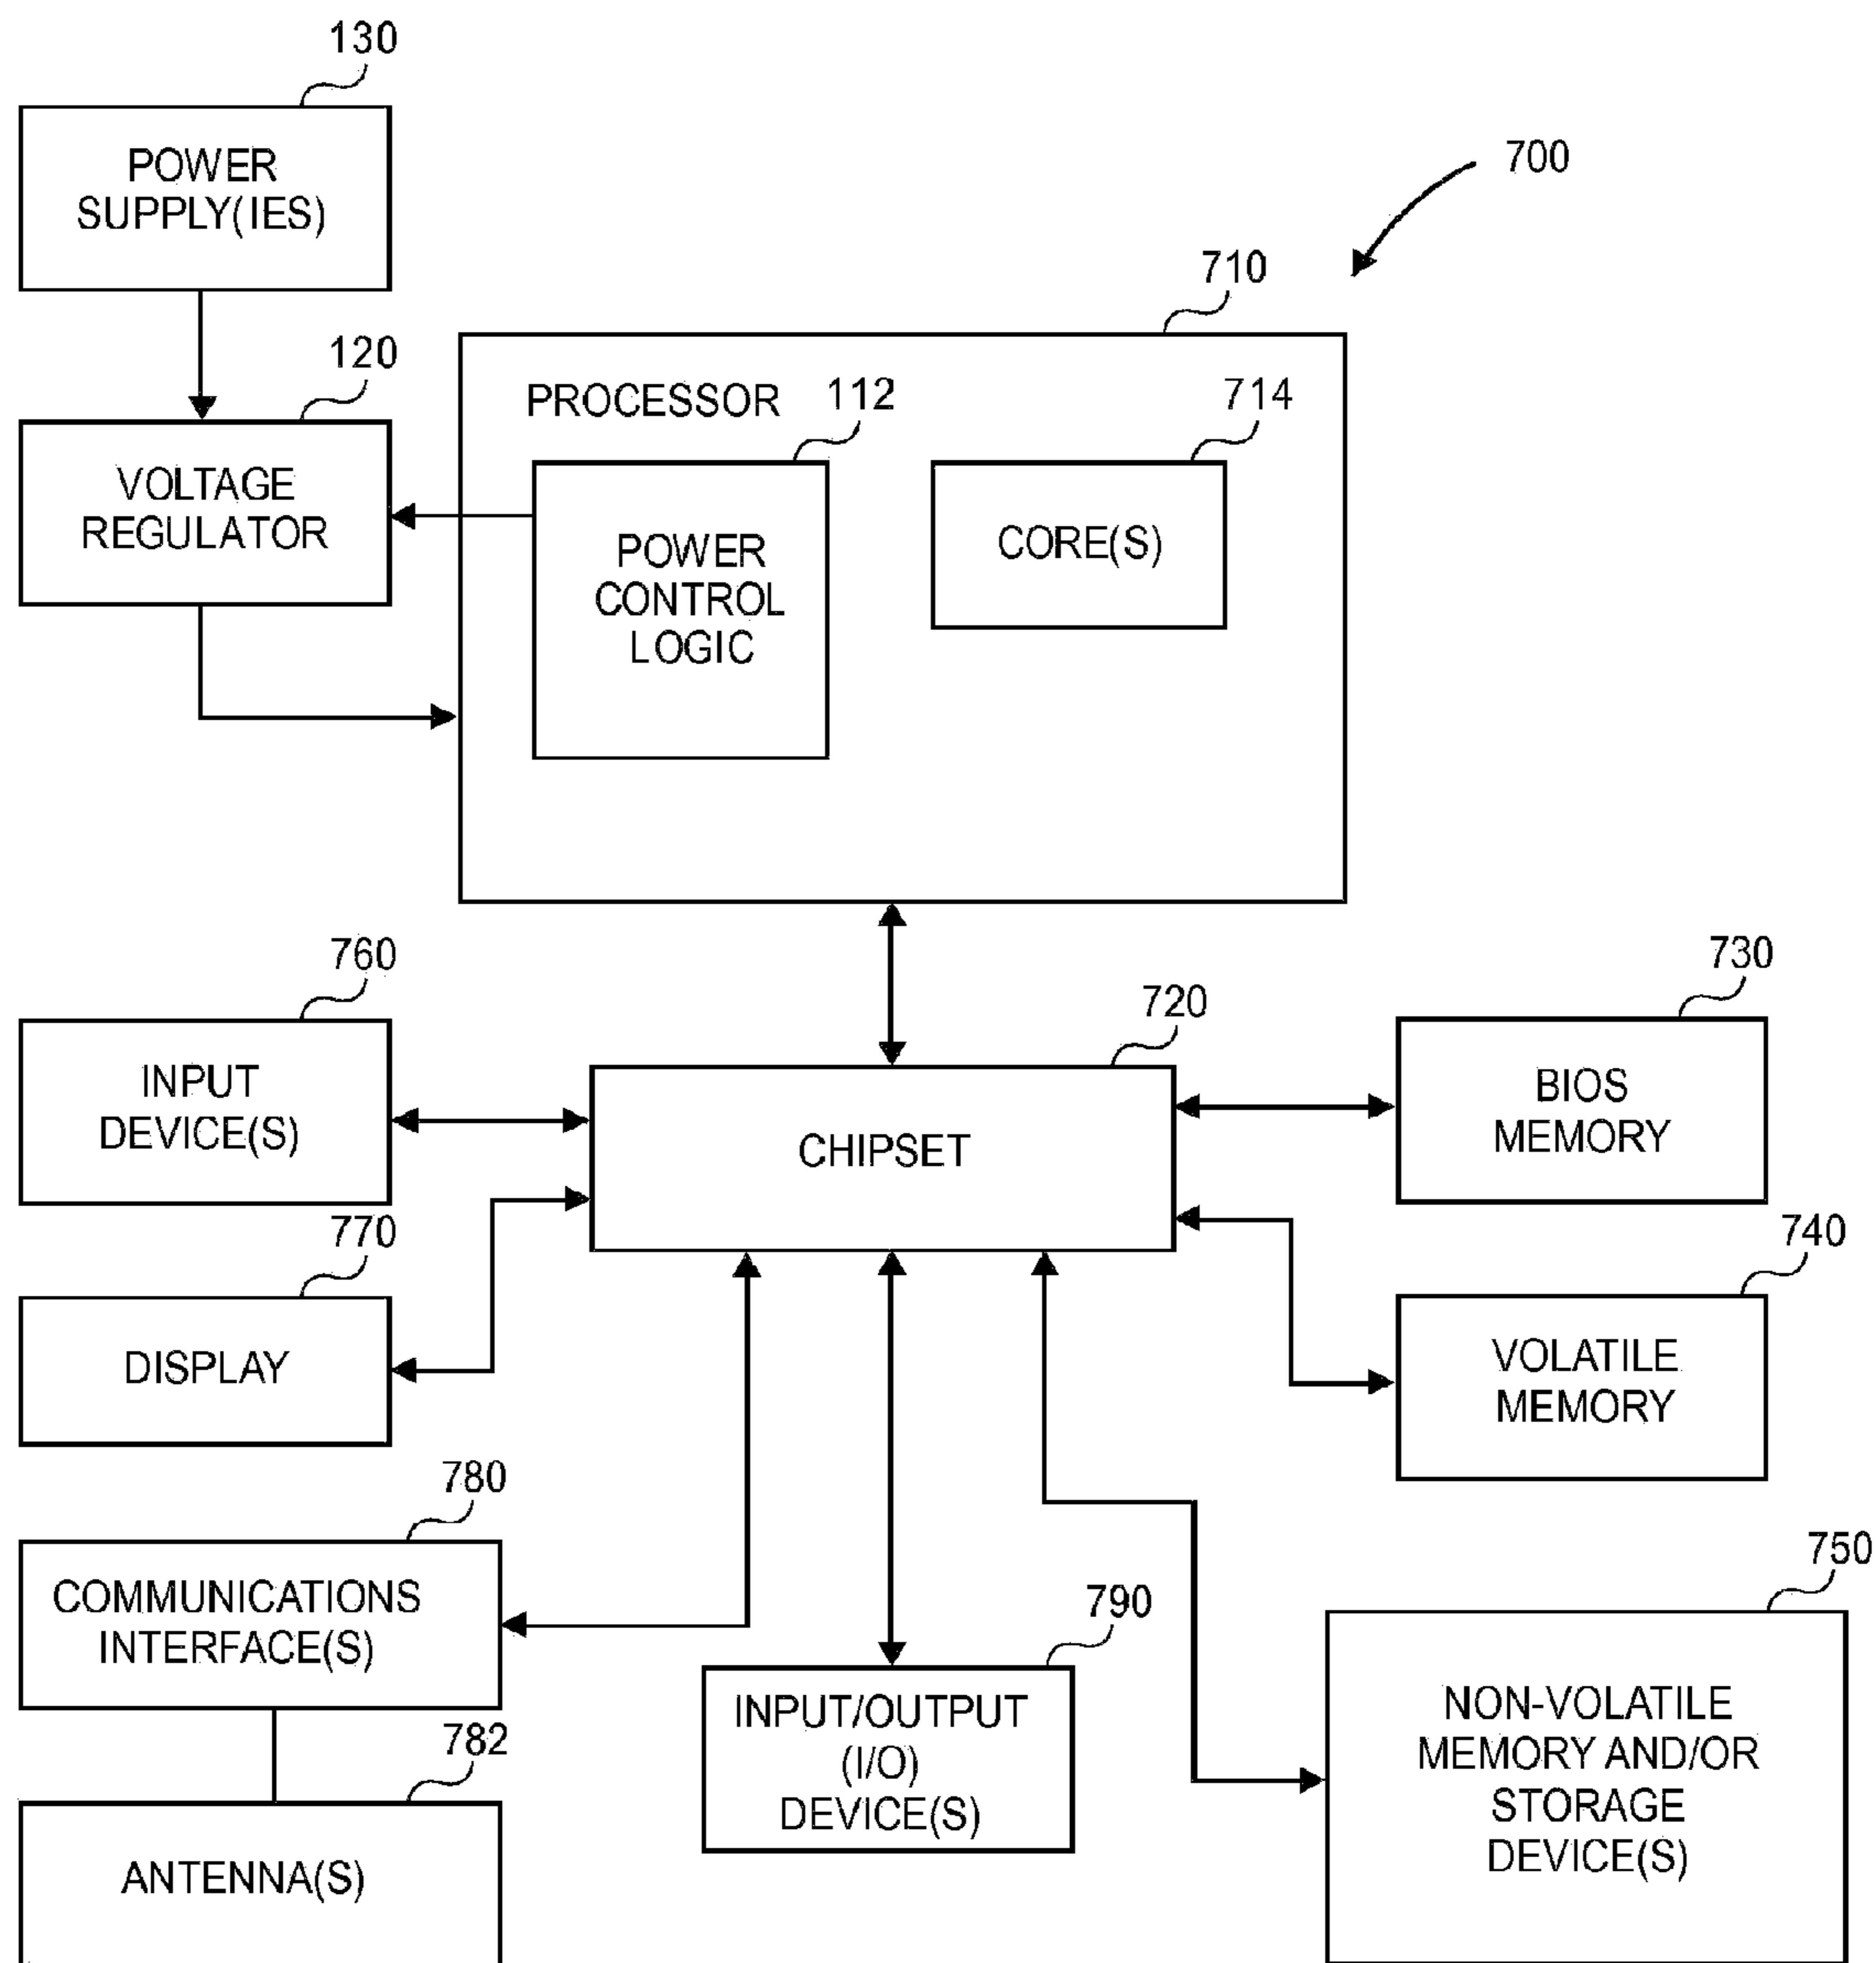 130
POWER
SUPPLY(IES)
700
710
120
VOLTAGE
REGULATOR
PROCESSOR
112
714
POWER
CONTROL
LOGIC
CORE(S)
760
INPUT
DEVICE(S)
720
CHIPSET
730
BIOS
MEMORY
770
DISPLAY
740
VOLATILE
MEMORY
780
COMMUNICATIONS
INTERFACE(S)
782
ANTENNA(S)
790
INPUT/OUTPUT
(I/O)
DEVICE(S)
750
NON-VOLATILE
MEMORY AND/OR
STORAGE
DEVICE(S)